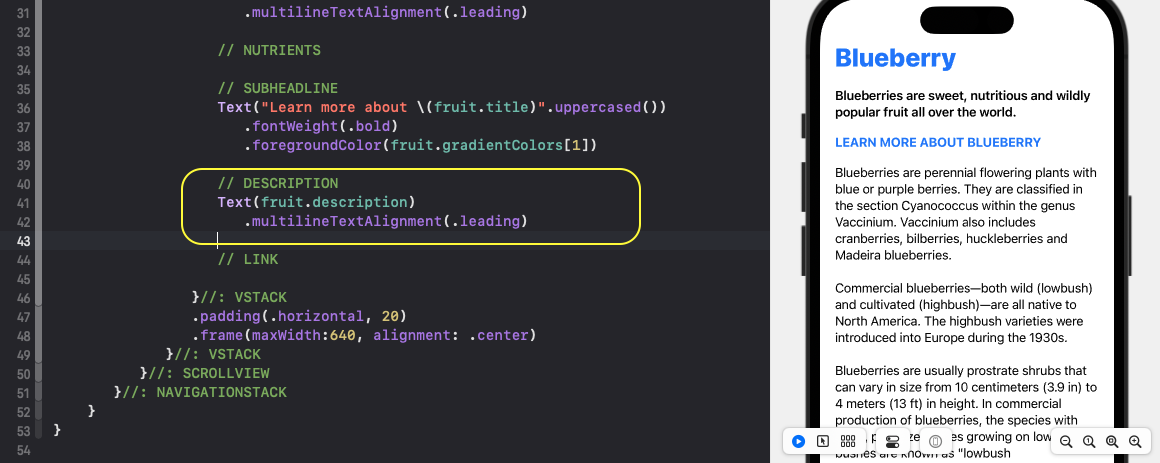 31 .multilineTextAlignment(.leading)
32
33 // NUTRIENTS
34
35 // SUBHEADLINE
36 Text("Learn more about \(fruit.title)".uppercased())
37 .fontWeight(.bold)
38 .foregroundColor(fruit.gradientColors[1])
39
40 // DESCRIPTION
41 Text(fruit.description)
42 .multilineTextAlignment(.leading)
43
44 // LINK
45
46 }//: VSTACK
47 .padding(.horizontal, 20)
48 .frame(maxWidth:640, alignment: .center)
49 }//: VSTACK
50 }//: SCROLLVIEW
51 }//: NAVIGATIONSTACK
52 }
53 }
54
Blueberry
Blueberries are sweet, nutritious and wildly
popular fruit all over the world.
LEARN MORE ABOUT BLUEBERRY
Blueberries are perennial flowering plants with
blue or purple berries. They are classified in
the section Cyanococcus within the genus
Vaccinium. Vaccinium also includes
cranberries, bilberries, huckleberries and
Madeira blueberries.
Commercial blueberries—both wild (lowbush)
and cultivated (highbush)—are all native to
North America. The highbush varieties were
introduced into Europe during the 1930s.
Blueberries are usually prostrate shrubs that
can vary in size from 10 centimeters (3.9 in) to
4 meters (13 ft) in height. In commercial
production of blueberries, the species with
growing on
are known as "lowbush